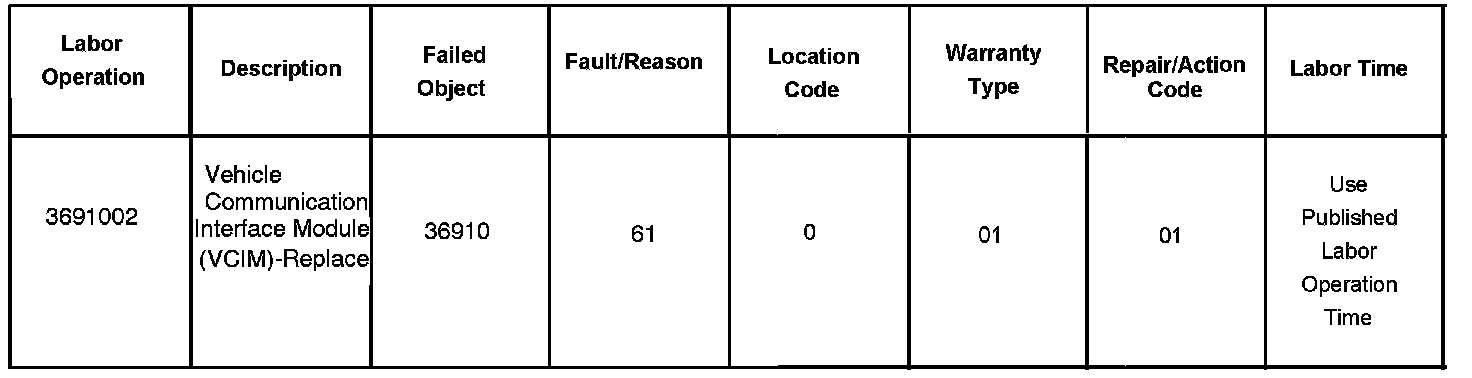 Labor
Operation
Description
Failed
Object
Fault/Reason
Location
Code
Warranty
Type
Repair/Action
Code
Labor Time
3691002
Vehicle
Communication
Interface Module
(VCIM)-Replace
36910
61
0
01
01
Use
Published
Labor
Operation
Time